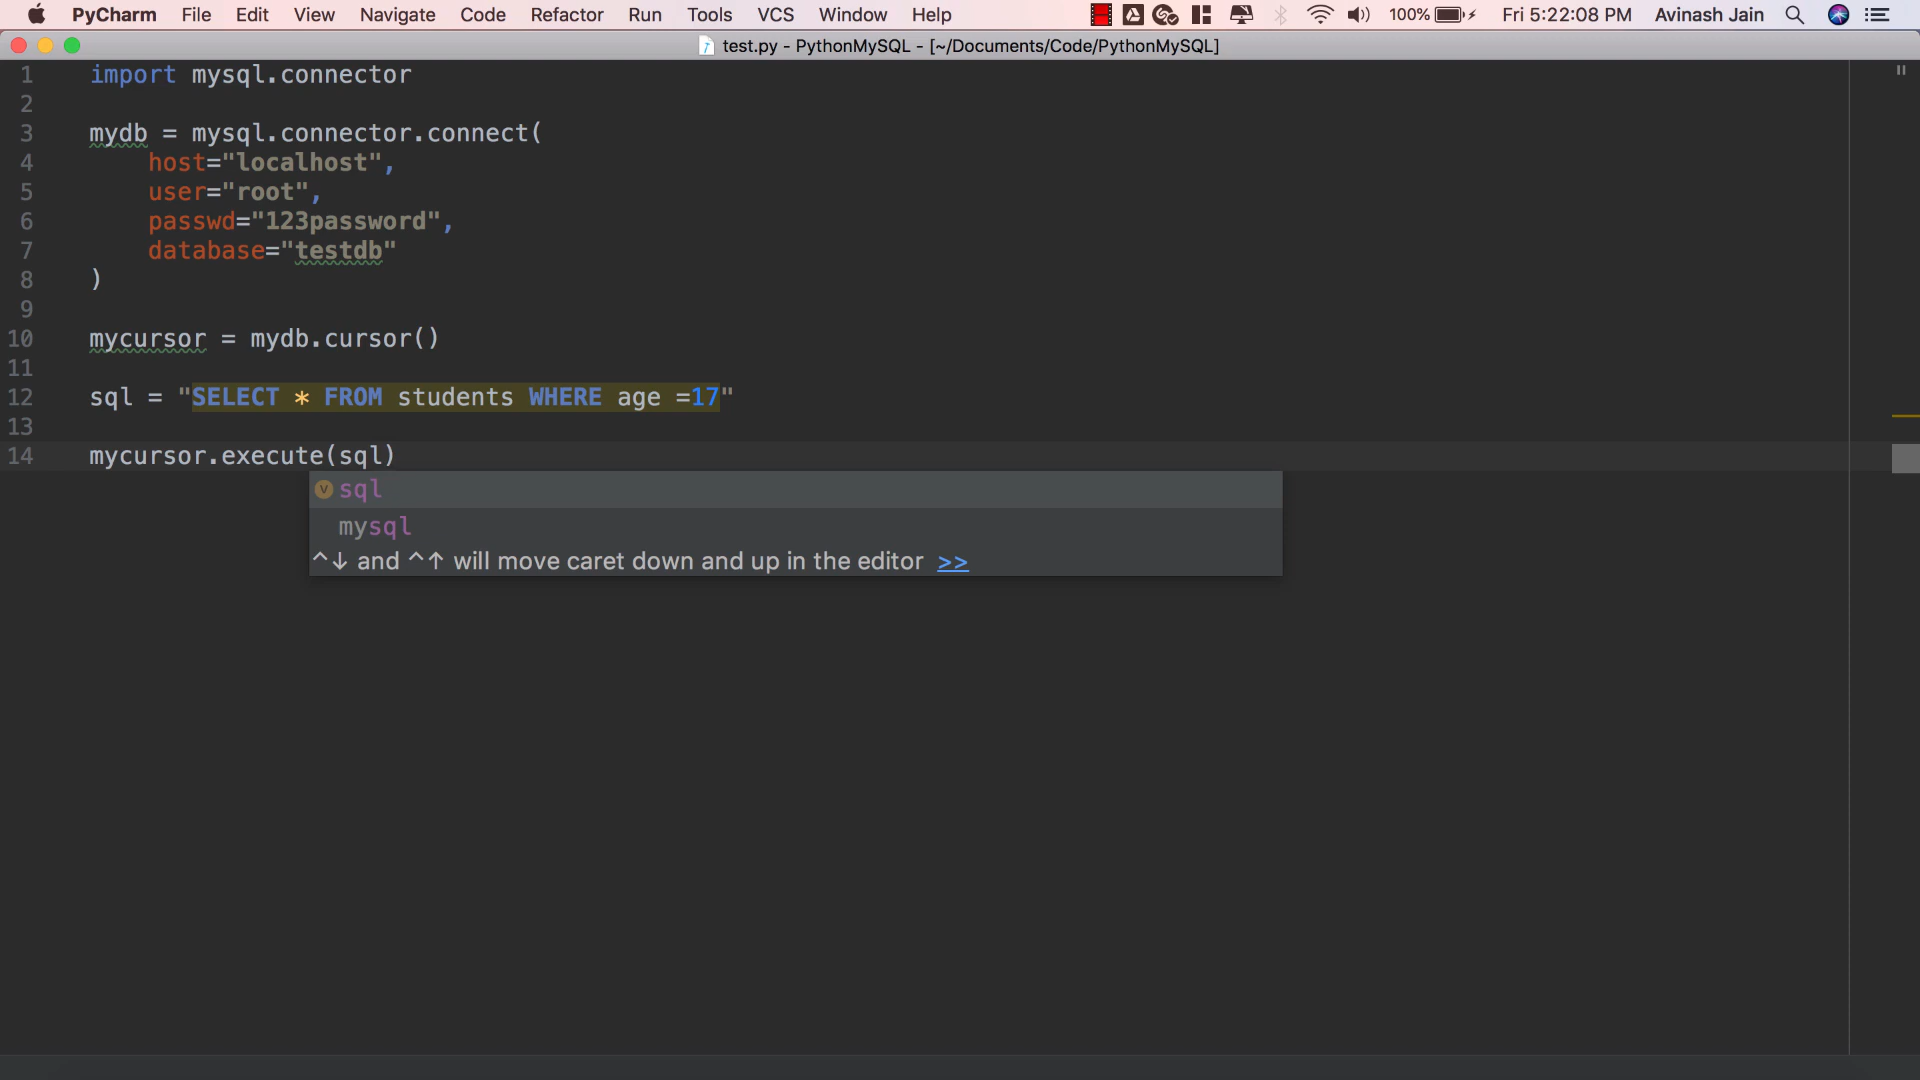 PyCharm File Edit View Navigate Code Refactor Run Tools VCS Window Help 100% Fri 5:22:08 PM Avinash Jain
test.py - PythonMySQL - [~/Documents/Code/PythonMySQL]
1 import mysql.connector
2
3 mydb = mysql.connector.connect(
4 host="localhost",
5 user="root",
6 passwd="123password",
7 database="testdb"
8 )
9
10 mycursor = mydb.cursor()
11
12 sql = "SELECT * FROM students WHERE age =17"
13
14 mycursor.execute(sql)
V sql
mysql
^↓ and ^↑ will move caret down and up in the editor >>